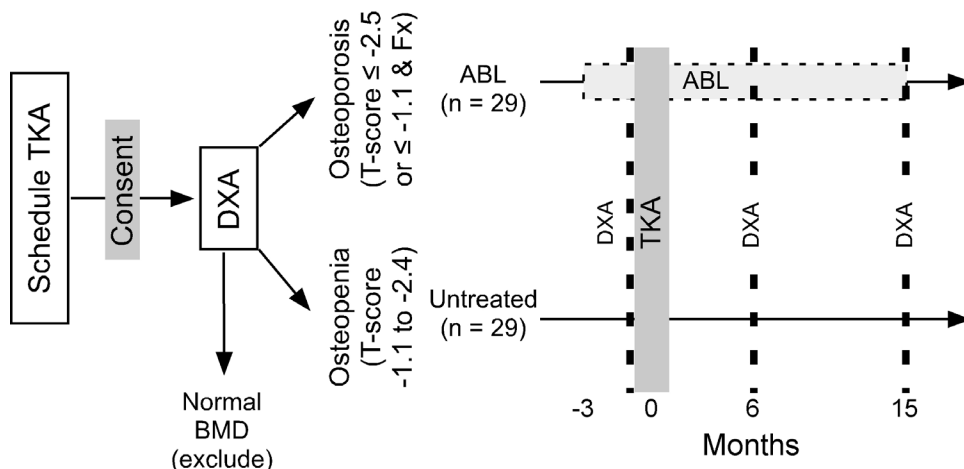 Schedule TKA
Consent
DXA
Normal
BMD
(exclude)
Osteoporosis
(T-score ≤ -2.5
or ≤ -1.1 & Fx)
Osteopenia
(T-score
-1.1 to -2.4)
ABL
(n = 29)
Untreated
(n = 29)
ABL
DXA
TKA
DXA
DXA
-3 0 6 15
Months